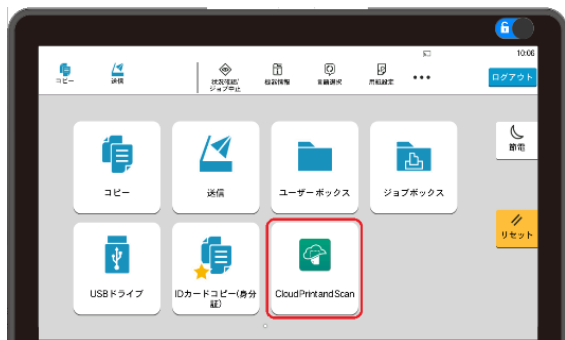 10:06
コピー
送信
状況確認/
ジョブ中止
機器情報
言語選択
用紙設定
ログアウト
節電
コピー
送信
ユーザーボックス
ジョブボックス
リセット
USBドライブ
IDカードコピー(身分
証)
CloudPrintandScan